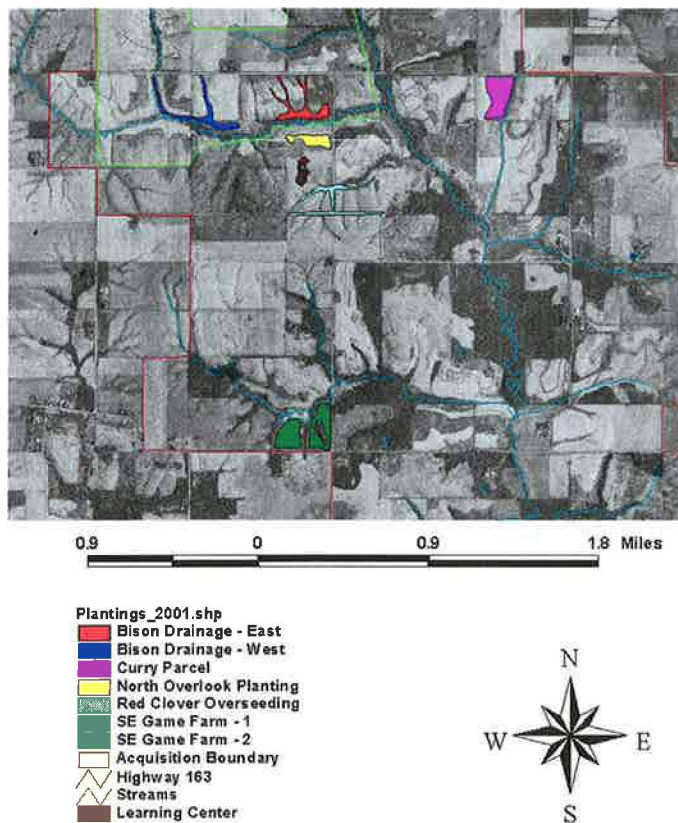 0.9 0 0.9 1.8 Miles
Plantings_2001.shp
Bison Drainage - East
Bison Drainage - West
Curry Parcel
North Overlook Planting
Red Clover Overseeding
SE Game Farm - 1
SE Game Farm - 2
Acquisition Boundary
Highway 163
Streams
Learning Center
N
W E
S